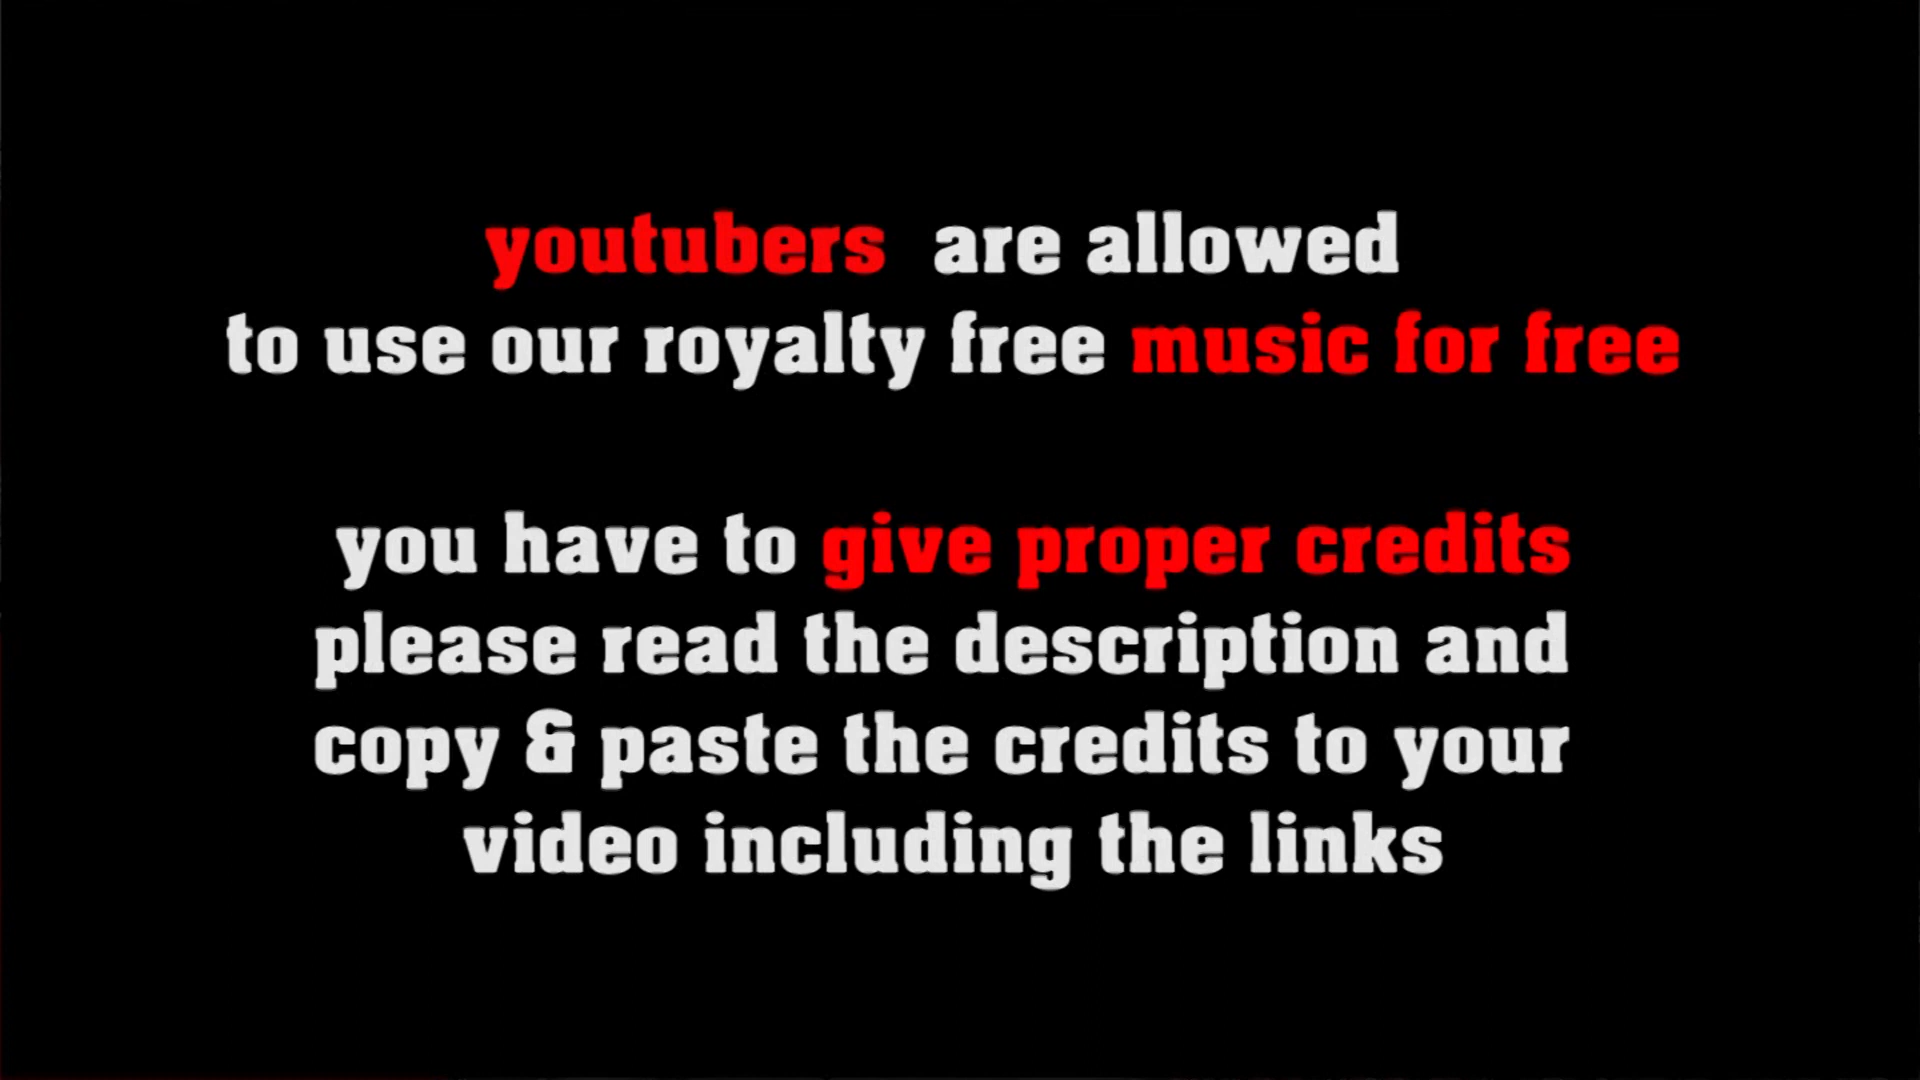 youtubers are allowed
to use our royalty free music for free
you have to give proper credits
please read the description and
copy & paste the credits to your
video including the links